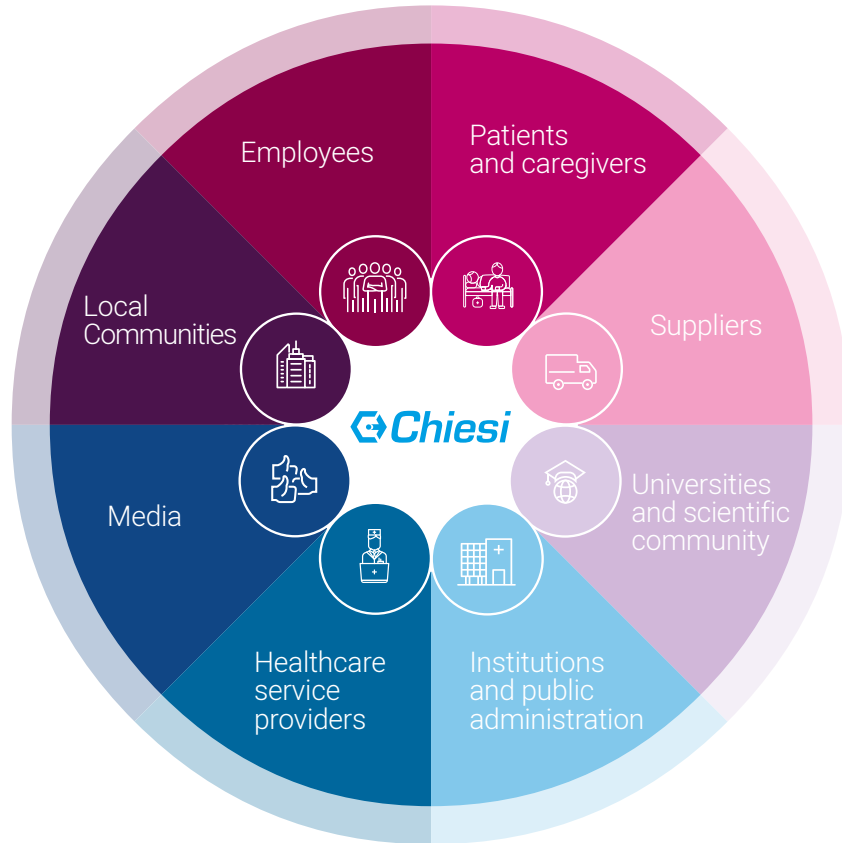 Employees
Patients
and caregivers
Local
Communities
Suppliers
Chiesi
Media
Universities
and scientific
community
Healthcare
service
providers
Institutions
and public
administration